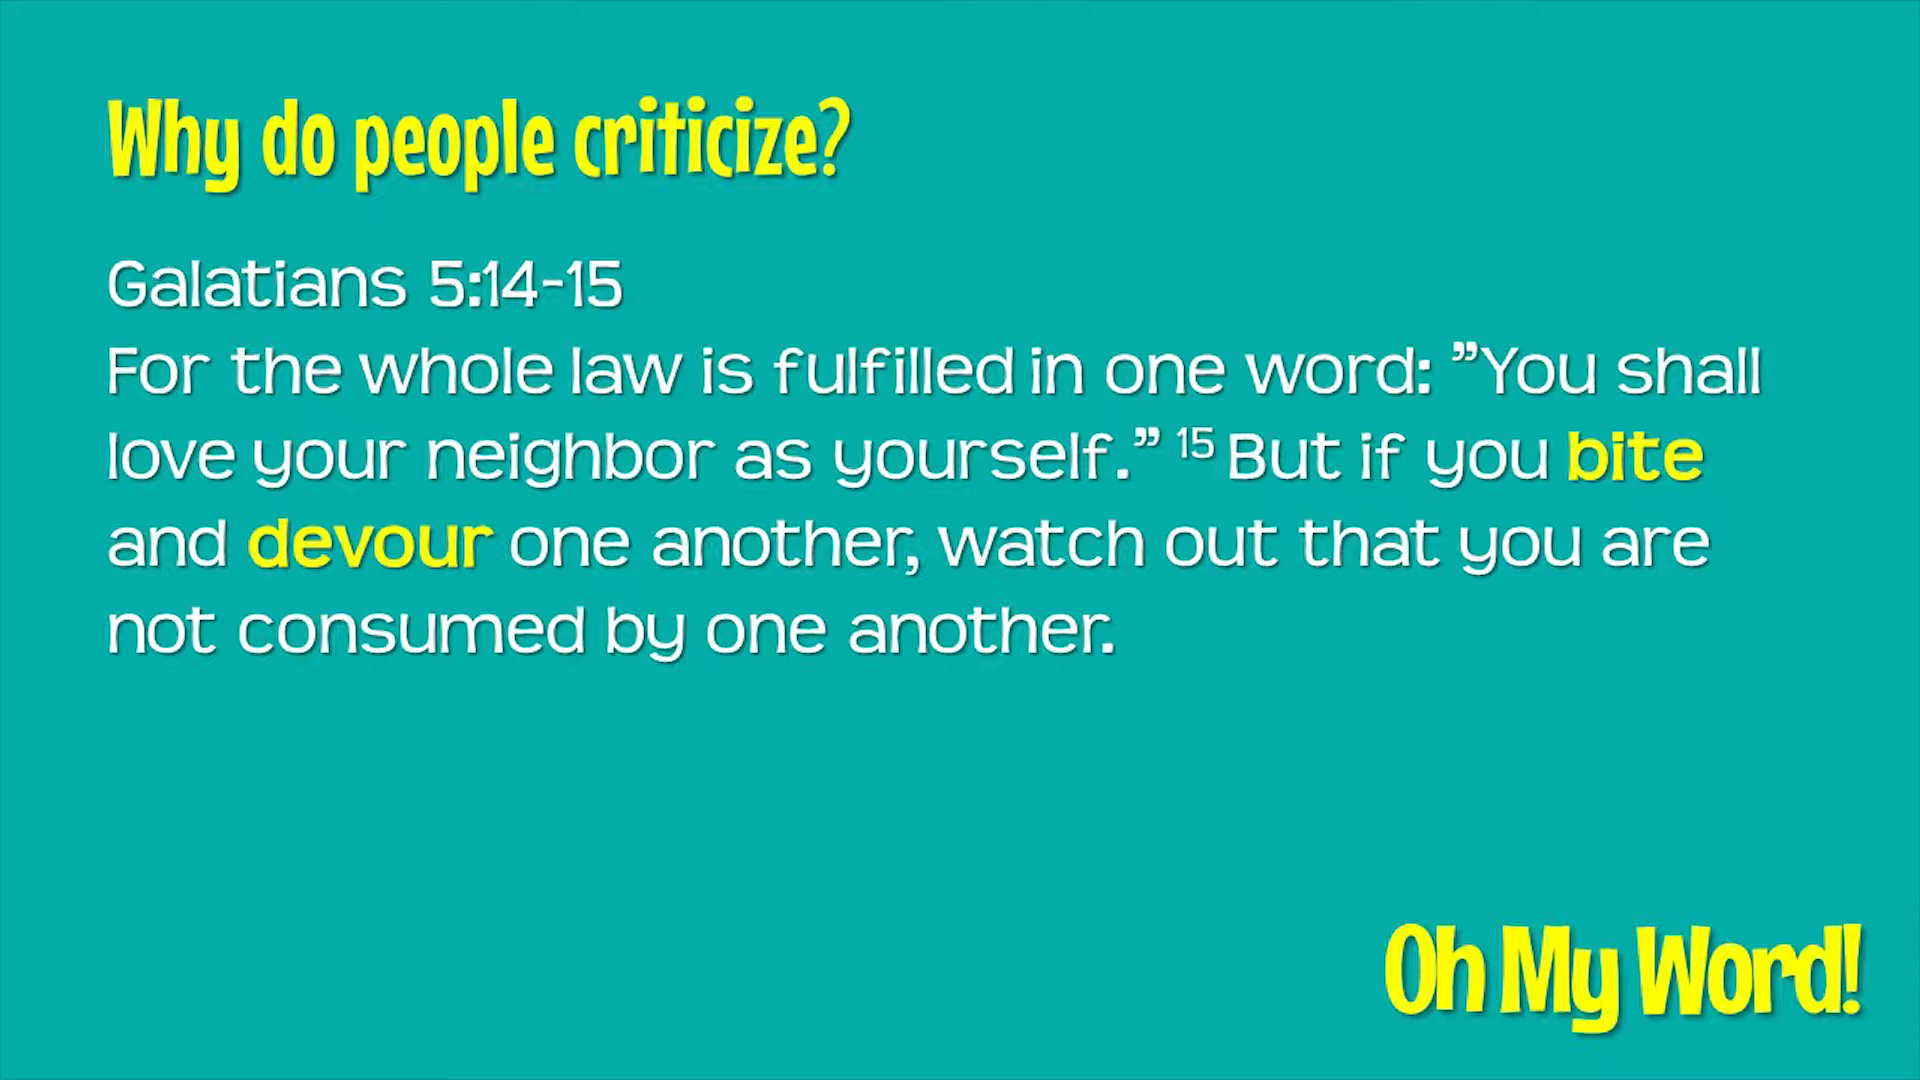 Why do people criticize?
Galatians 5:14-15
For the whole law is fulfilled in one word: ”You shall
love your neighbor as yourself.” 15 But if you bite
and devour one another, watch out that you are
not consumed by one another.
Oh My Word!